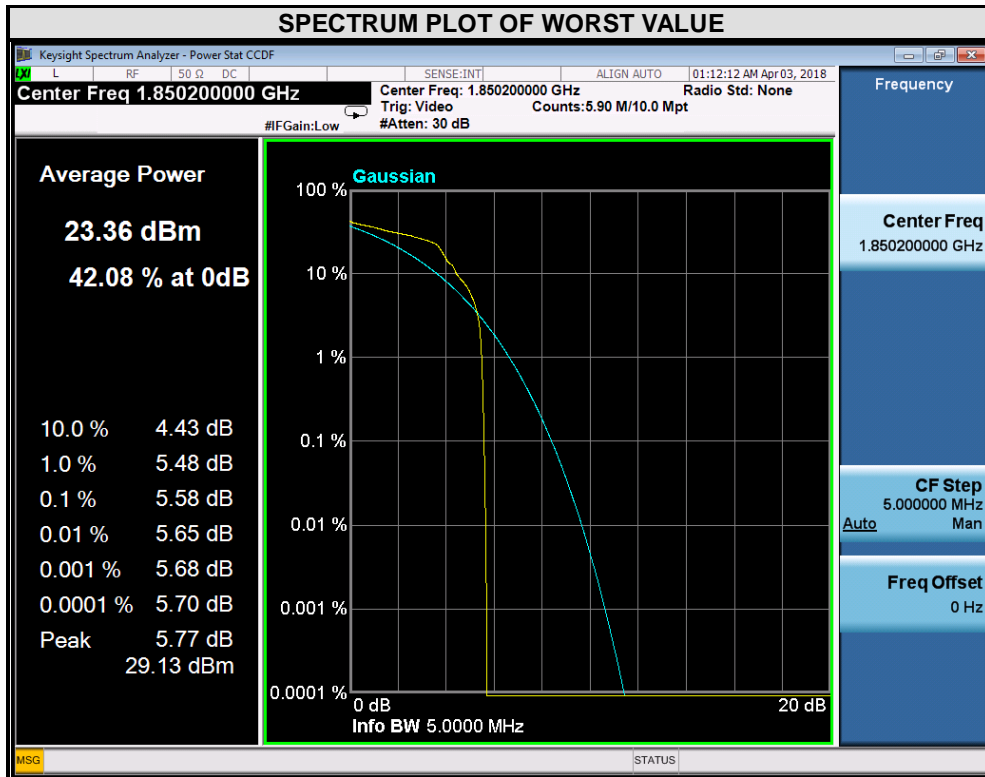 SPECTRUM PLOT OF WORST VALUE
Keysight Spectrum Analyzer - Power Stat CCDF
LXI L RF 50 Ω DC SENSE:INT ALIGN AUTO 01:12:12 AM Apr 03, 2018
Center Freq 1.850200000 GHz
#IFGain:Low
Center Freq: 1.850200000 GHz
Radio Std: None
Trig: Video
Counts:5.90 M/10.0 Mpt
#Atten: 30 dB
Average Power
23.36 dBm
42.08 % at 0dB
10.0 % 4.43 dB
1.0 % 5.48 dB
0.1 % 5.58 dB
0.01 % 5.65 dB
0.001 % 5.68 dB
0.0001 % 5.70 dB
Peak 5.77 dB
29.13 dBm
Gaussian
100 %
10 %
1 %
0.1 %
0.01 %
0.001 %
0.0001 %
0 dB
20 dB
Info BW 5.0000 MHz
Frequency
Center Freq
1.850200000 GHz
CF Step
5.000000 MHz
Auto Man
Freq Offset
0 Hz
MSG
STATUS